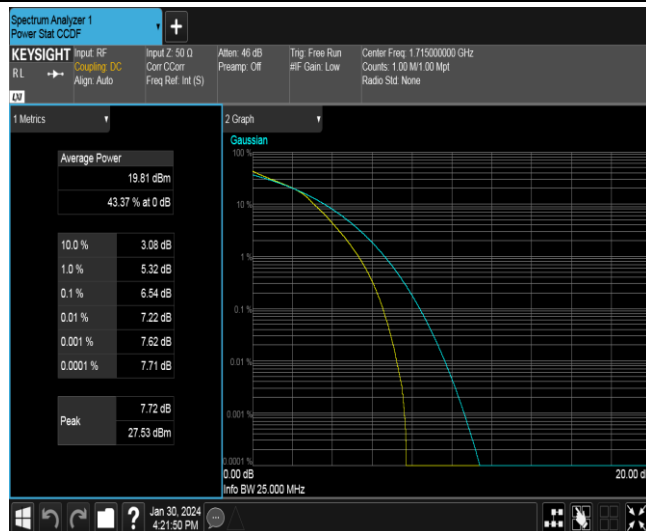 Spectrum Analyzer 1
Power Stat CCDF
+
KEYSIGHT
RL
Input: RF
Coupling: DC
Align: Auto
Input Z: 50 Ω
Corr CCorr
Freq Ref: Int (S)
Atten: 46 dB
Preamp: Off
Trig: Free Run
#IF Gain: Low
Center Freq: 1.715000000 GHz
Counts: 1.00 M/1.00 Mpt
Radio Std: None
1 Metrics
Average Power
19.81 dBm
43.37 % at 0 dB
10.0 % 3.08 dB
1.0 % 5.32 dB
0.1 % 6.54 dB
0.01 % 7.22 dB
0.001 % 7.62 dB
0.0001 % 7.71 dB
Peak
7.72 dB
27.53 dBm
2 Graph
Gaussian
100 %
10 %
1 %
0.1 %
0.01 %
0.001 %
0.0001 %
0.00 dB
20.00 d
Info BW 25.000 MHz
?
Jan 30, 2024
4:21:50 PM